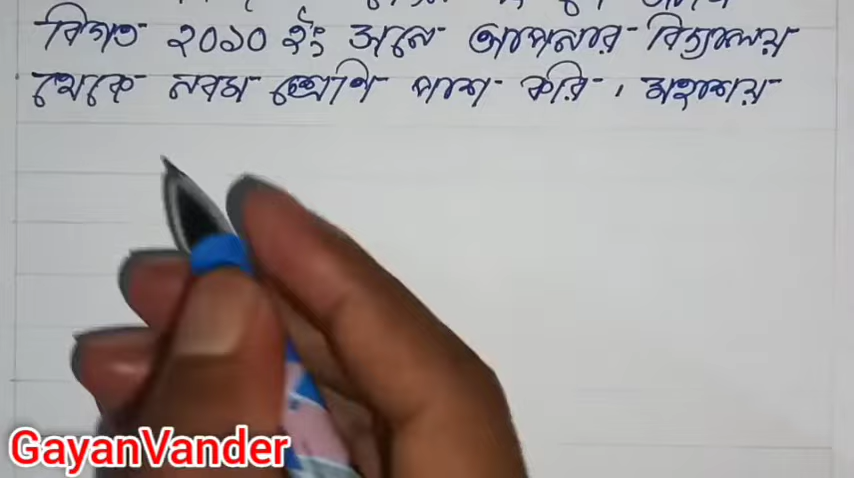 বিগত ২০১০ ইং সনে আপনার বিদ্যালয়
থেকে নবম শ্রেণি পাশ করি, মহাশয়
GayanVander